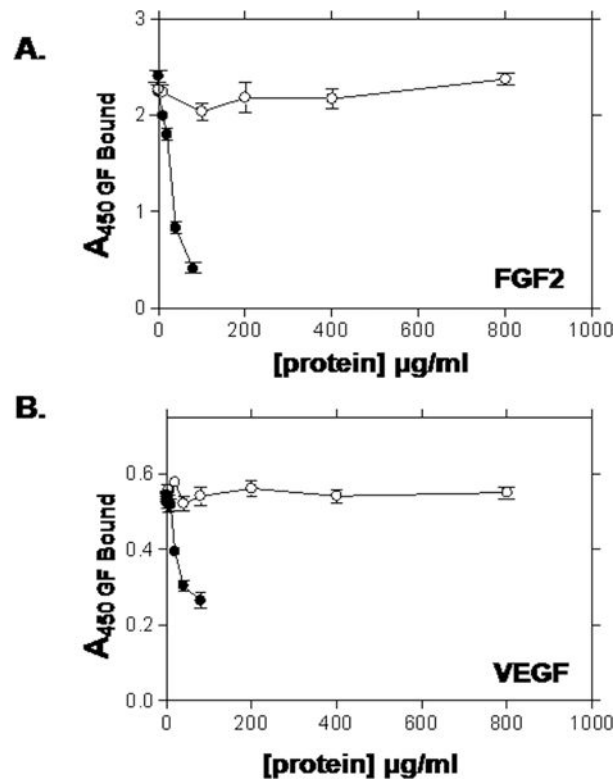 A.
3
2
1
0
A450 GF Bound
FGF2
0 200 400 600 800 1000
[protein] µg/ml
B.
0.6
0.4
0.2
0.0
A450 GF Bound
VEGF
0 200 400 600 800 1000
[protein] µg/ml